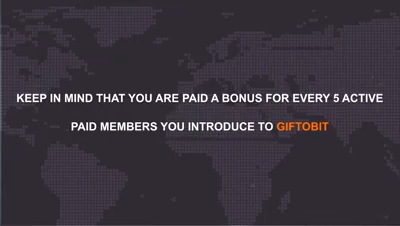 KEEP IN MIND THAT YOU ARE PAID A BONUS FOR EVERY 5 ACTIVE
PAID MEMBERS YOU INTRODUCE TO GIFTOBIT